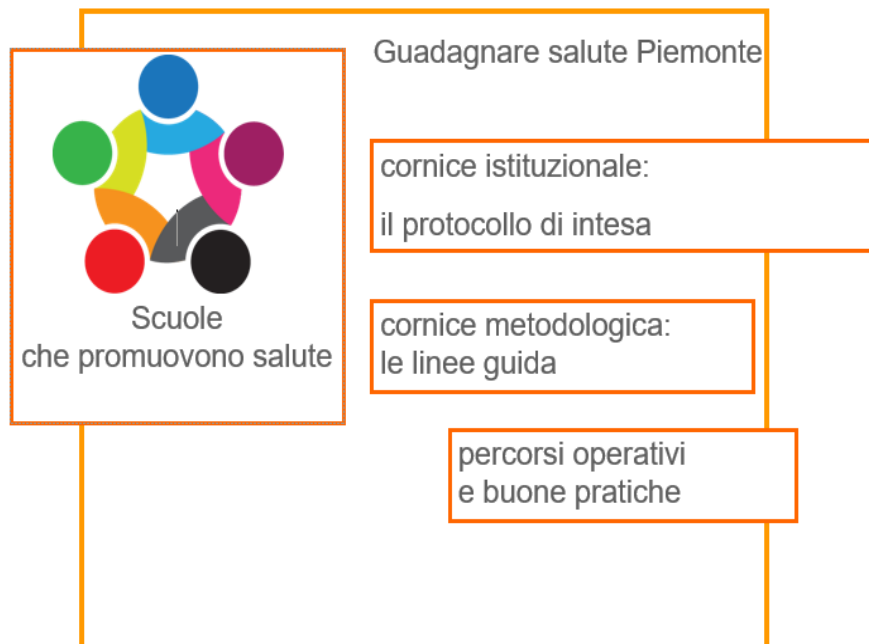 Guadagnare salute Piemonte
Scuole
che promuovono salute
cornice istituzionale:
il protocollo di intesa
cornice metodologica:
le linee guida
percorsi operativi
e buone pratiche